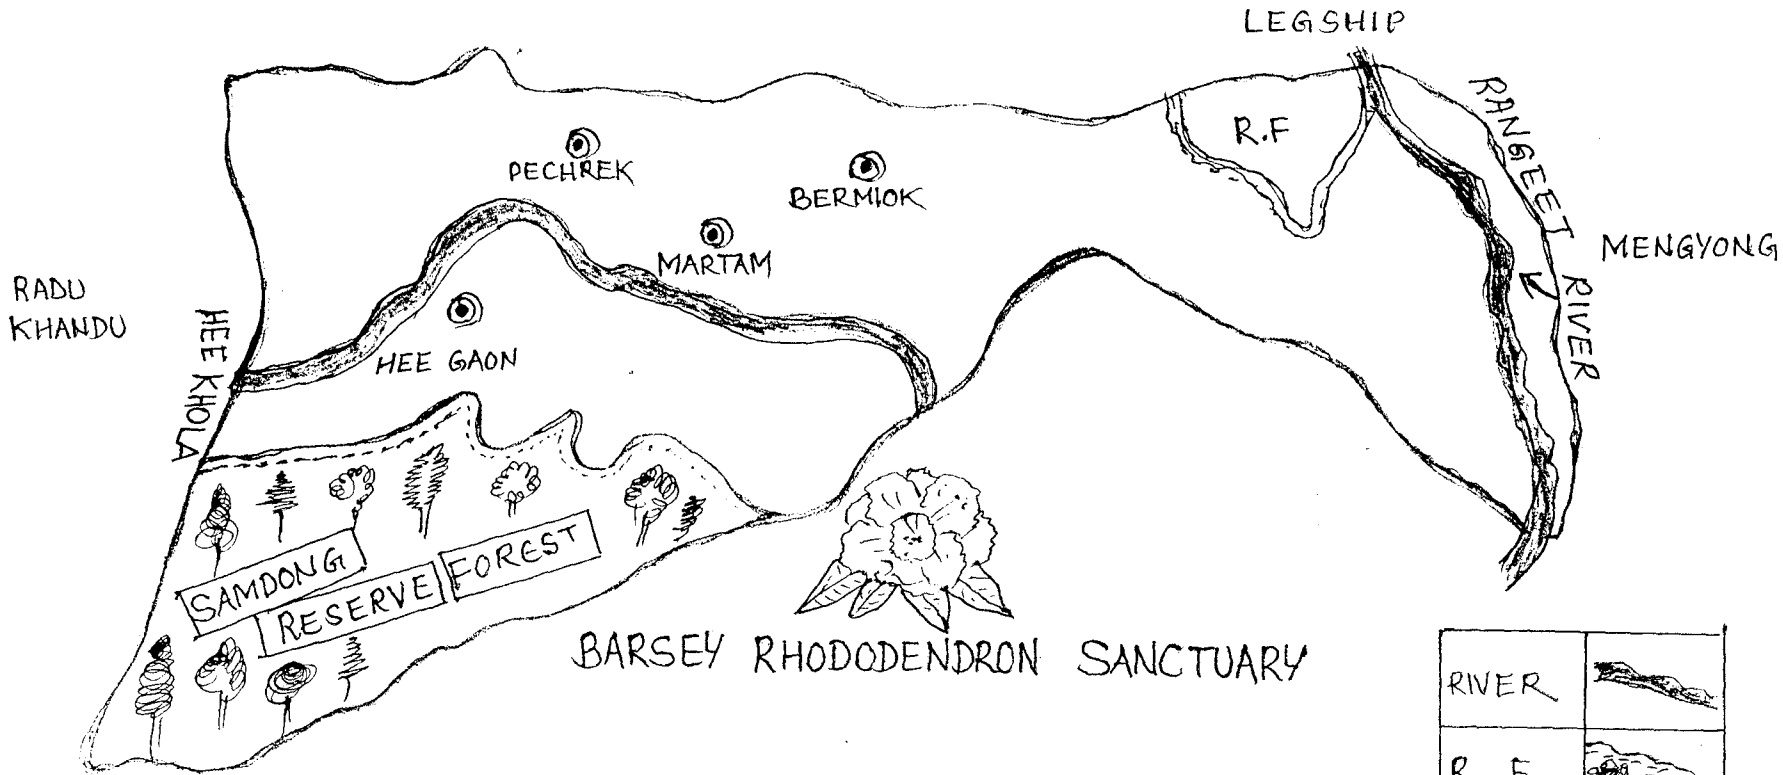 LEGSHIP
RANGEET RIVER
R.F
PECHREK
BERMIOK
MARTAM
MENGYONG
RADU
KHANDU
HEE KHOLA
HEE GAON
SAMDONG
RESERVE FOREST
BARSEY RHODODENDRON SANCTUARY
RIVER
R F